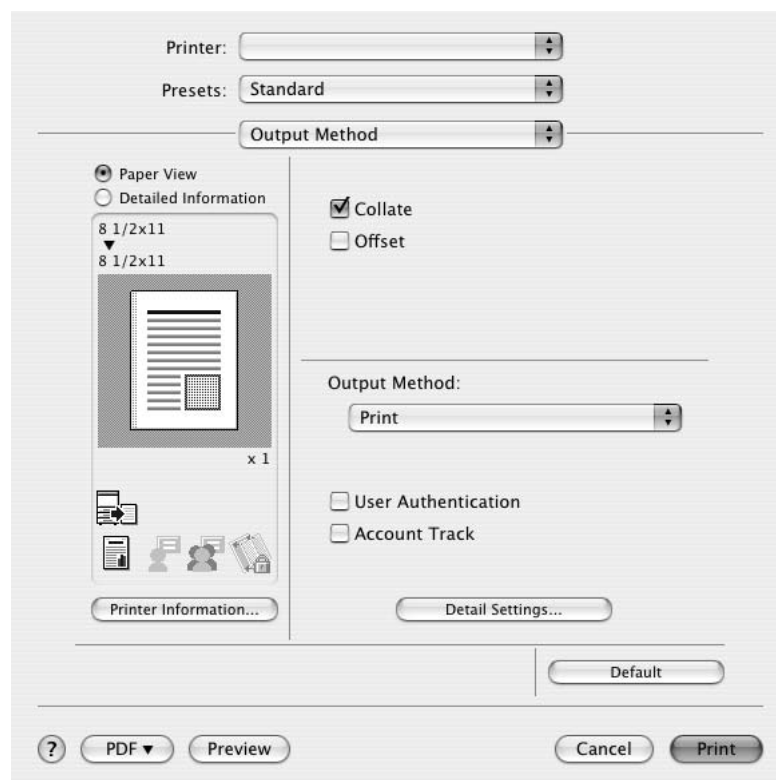 Printer:
Presets: Standard
Output Method
Paper View
Detailed Information
8 1/2x11
8 1/2x11
x 1
Printer Information...
Collate
Offset
Output Method:
Print
User Authentication
Account Track
Detail Settings...
Default
? PDF Preview Cancel Print